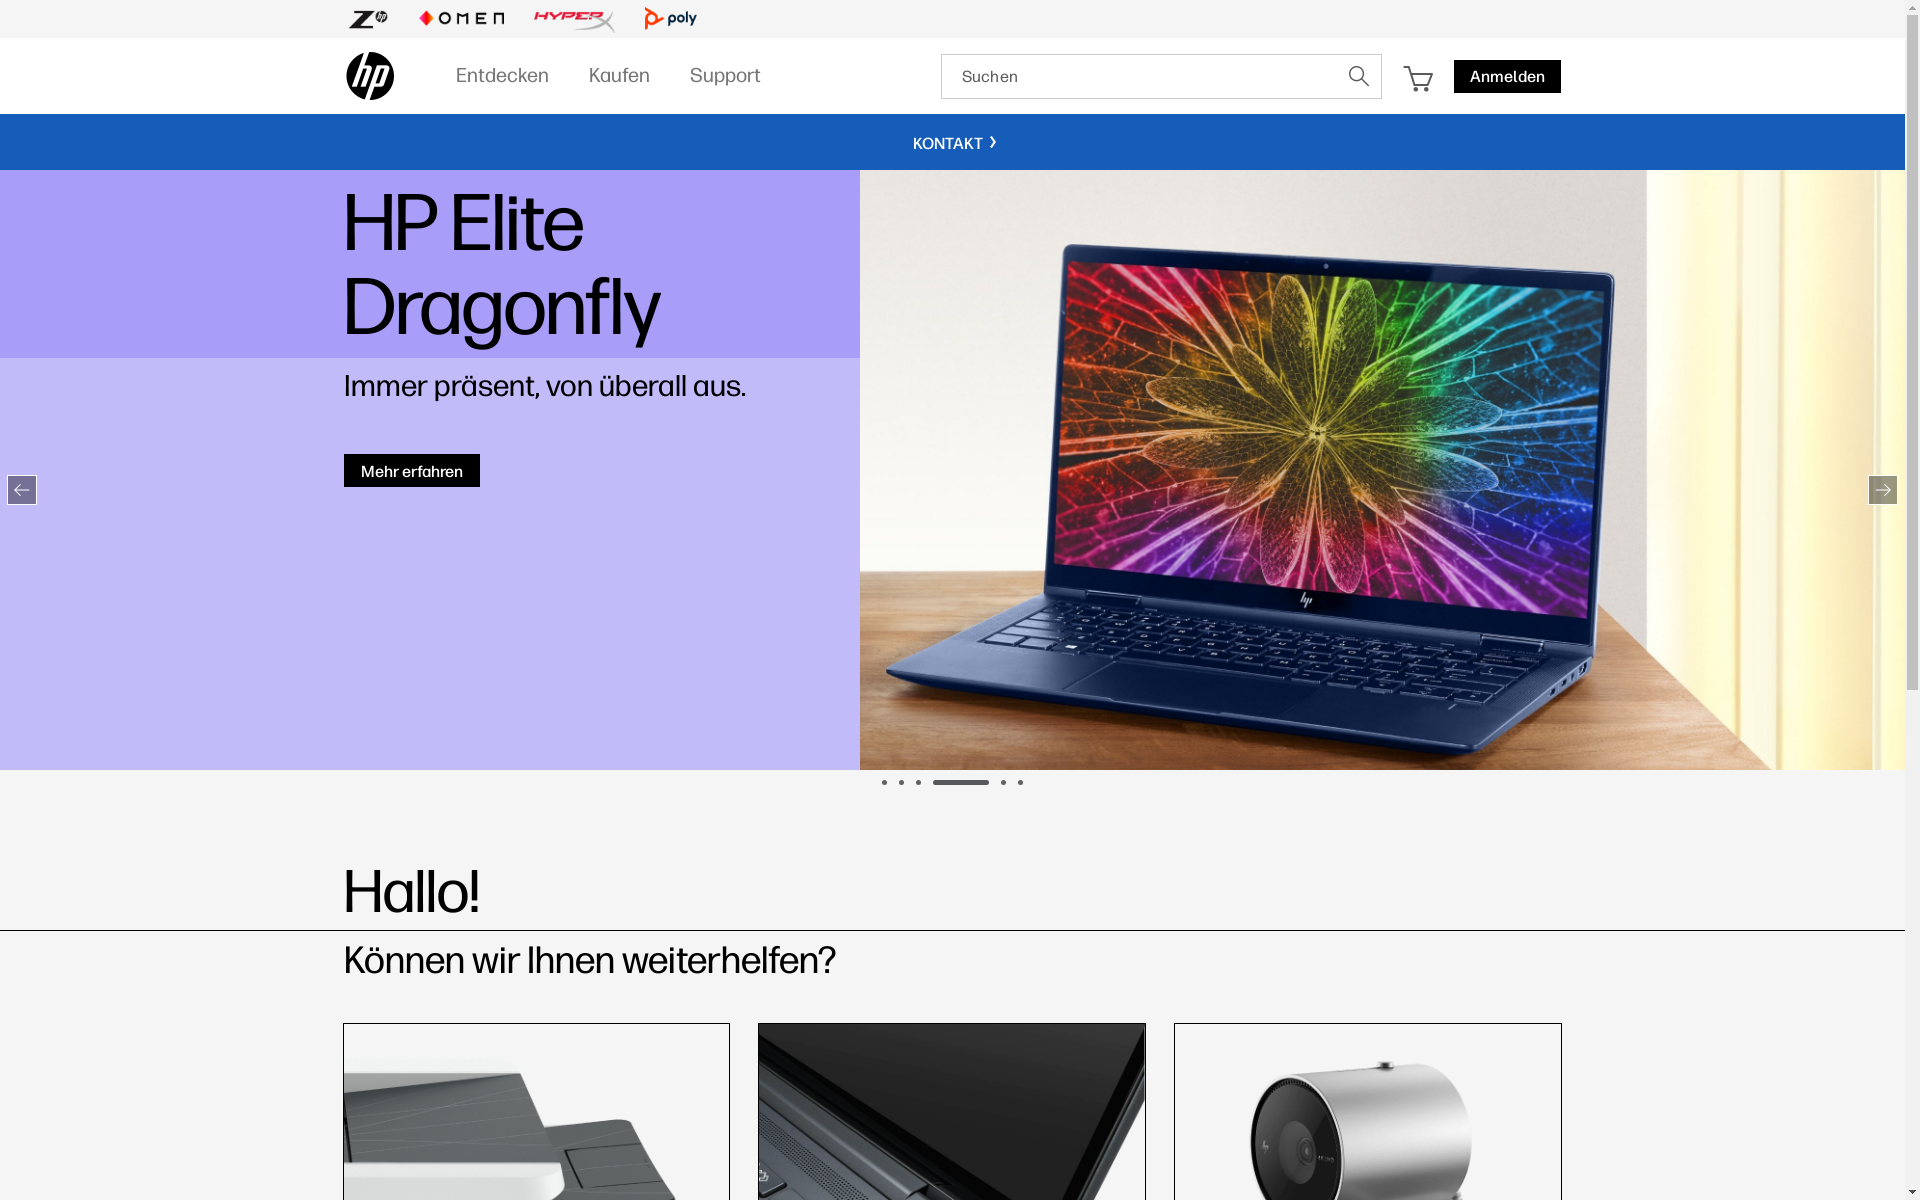 Z hp
OMEN
HYPERX
poly
hp
Entdecken
Kaufen
Support
Suchen
Anmelden
KONTAKT
HP Elite
Dragonfly
Immer präsent, von überall aus.
Mehr erfahren
hp
Hallo!
Können wir Ihnen weiterhelfen?